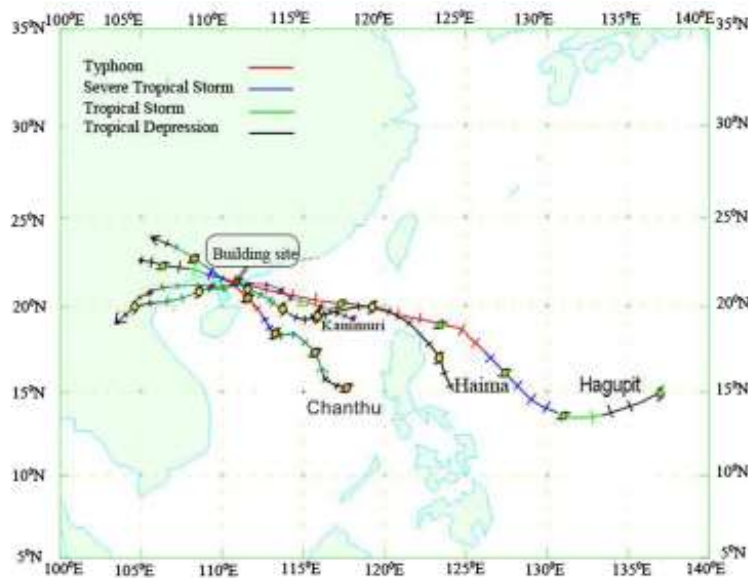 100°E 105°E 110°E 115°E 120°E 125°E 130°E 135°E 140°E
35°N 35°N
Typhoon
Severe Tropical Storm
Tropical Storm
Tropical Depression
30°N 30°N
25°N 25°N
Building site
20°N 20°N
Kammuri
15°N Chanthu Haima Hagupit 15°N
10°N 10°N
5°N 5°N
100°E 105°E 110°E 115°E 120°E 125°E 130°E 135°E 140°E